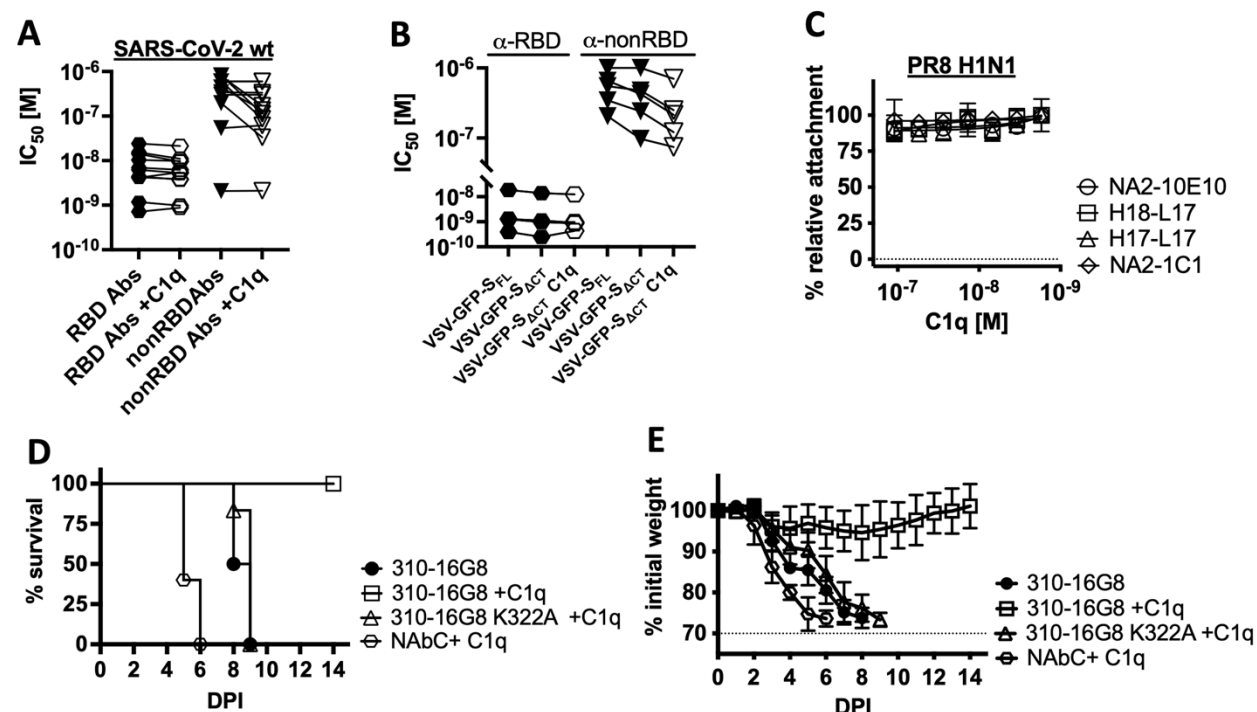 A
SARS-CoV-2 wt
IC50 [M]
10-6
10-7
10-8
10-9
10-10
RBD Abs
RBD Abs +C1q
nonRBDAbs
nonRBD Abs +C1q
B
α-RBD
α-nonRBD
IC50 [M]
10-6
10-7
10-8
10-9
10-10
VSV-GFP-SFL
VSV-GFP-SΔCT
VSV-GFP-SΔCT C1q
VSV-GFP-SFL
VSV-GFP-SΔCT
VSV-GFP-SΔCT C1q
C
PR8 H1N1
% relative attachment
100
75
50
25
0
10-7
10-8
10-9
C1q [M]
NA2-10E10
H18-L17
H17-L17
NA2-1C1
D
% survival
100
75
50
25
0
0 2 4 6 8 10 12 14
DPI
310-16G8
310-16G8 +C1q
310-16G8 K322A +C1q
NAbC+ C1q
E
% initial weight
100
90
80
70
0 2 4 6 8 10 12 14
DPI
310-16G8
310-16G8 +C1q
310-16G8 K322A +C1q
NAbC+ C1q